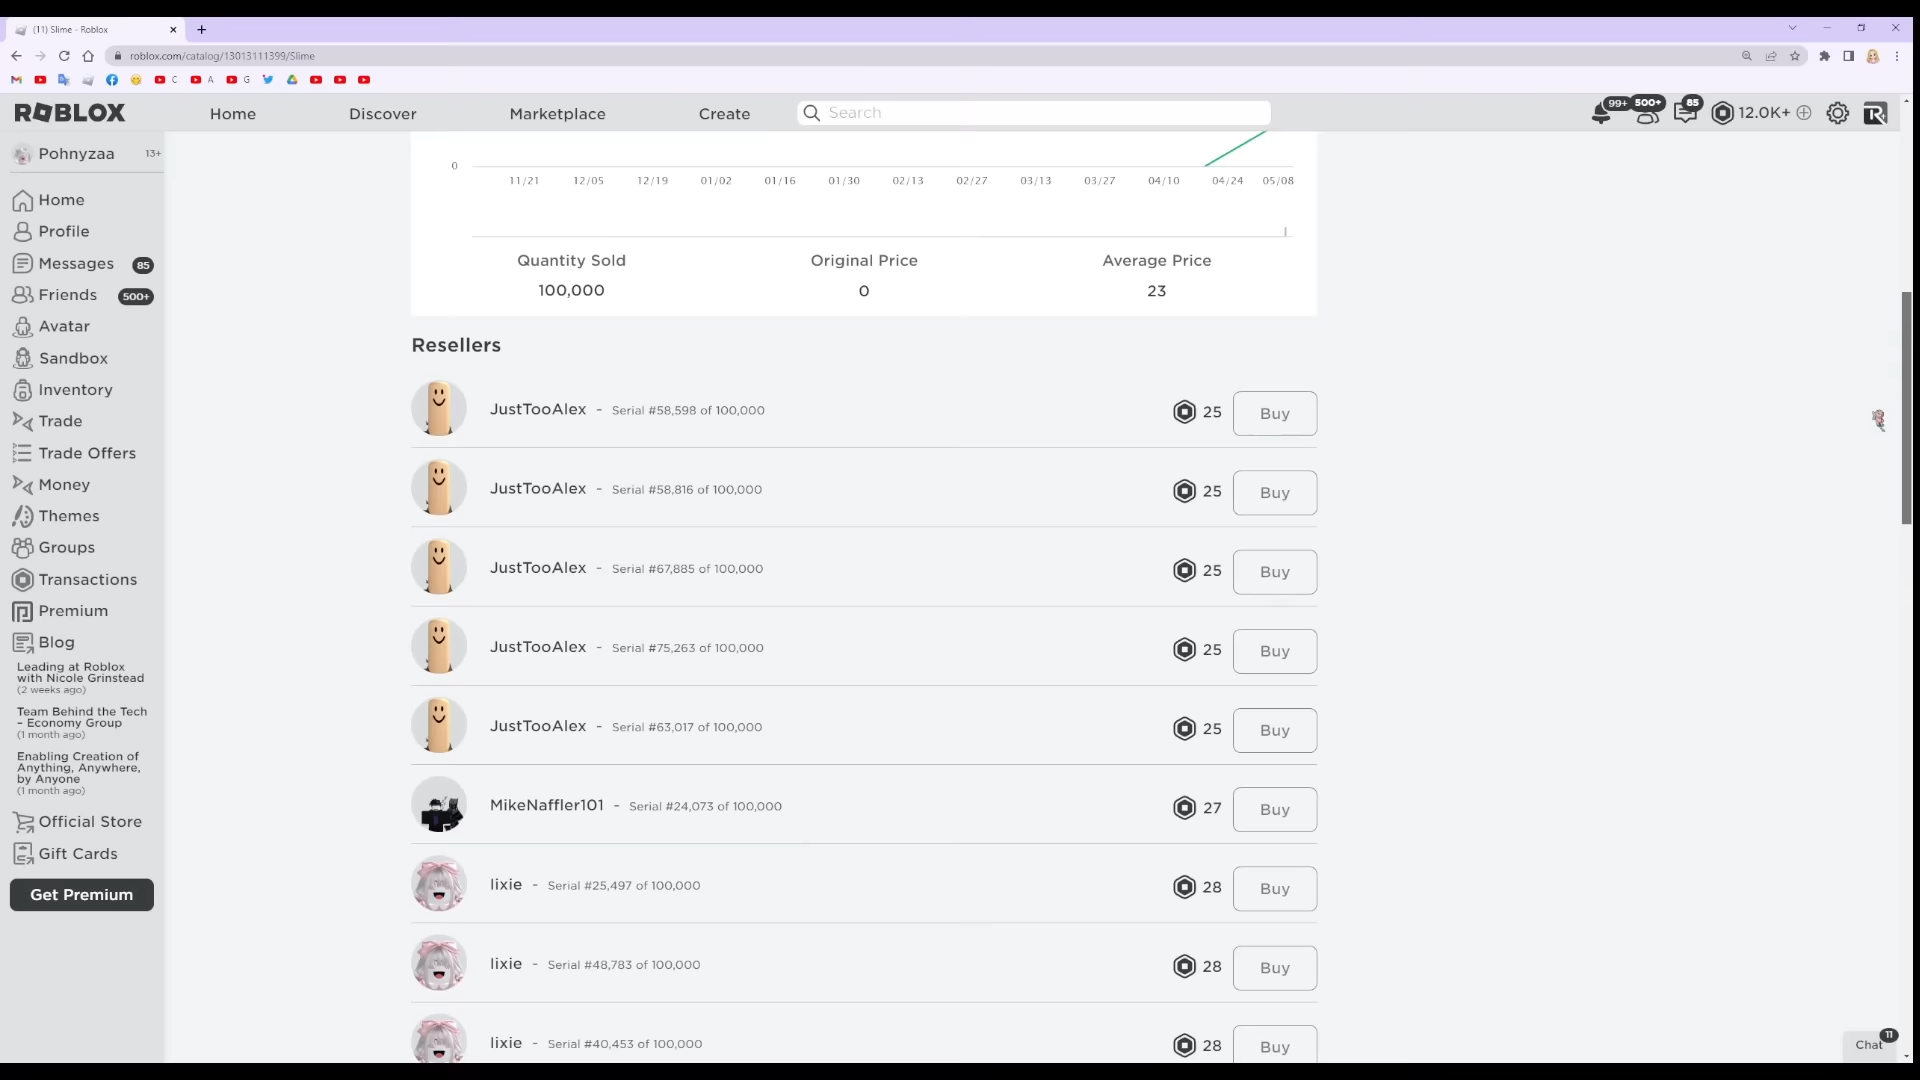 (11) Slime - Roblox
roblox.com/catalog/13013111399/Slime
C
A
G
ROBLOX
Home
Discover
Marketplace
Create
Search
99+
500+
85
12.0K+
Pohnyzaa
13+
Home
Profile
Messages
85
Friends
500+
Avatar
Sandbox
Inventory
Trade
Trade Offers
Money
Themes
Groups
Transactions
Premium
Blog
Leading at Roblox
with Nicole Grinstead
(2 weeks ago)
Team Behind the Tech
– Economy Group
(1 month ago)
Enabling Creation of
Anything, Anywhere,
by Anyone
(1 month ago)
Official Store
Gift Cards
Get Premium
0
11/21 12/05 12/19 01/02 01/16 01/30 02/13 02/27 03/13 03/27 04/10 04/24 05/08
Quantity Sold
100,000
Original Price
0
Average Price
23
Resellers
JustTooAlex - Serial #58,598 of 100,000 25 Buy
JustTooAlex - Serial #58,816 of 100,000 25 Buy
JustTooAlex - Serial #67,885 of 100,000 25 Buy
JustTooAlex - Serial #75,263 of 100,000 25 Buy
JustTooAlex - Serial #63,017 of 100,000 25 Buy
MikeNaffler101 - Serial #24,073 of 100,000 27 Buy
lixie - Serial #25,497 of 100,000 28 Buy
lixie - Serial #48,783 of 100,000 28 Buy
lixie - Serial #40,453 of 100,000 28 Buy
Chat
11